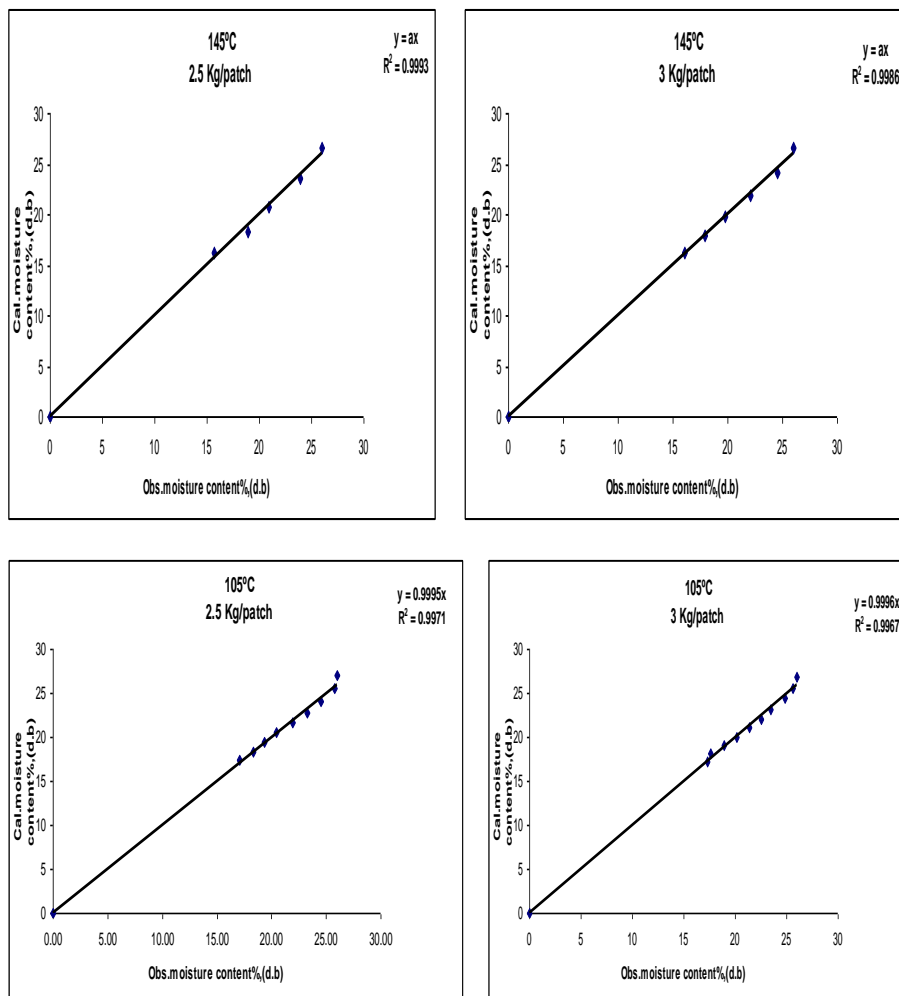 145ºC
2.5 Kg/patch
y = ax
R² = 0.9993
30
25
20
15
10
5
0
Cal.moisture
content%,(d.b)
0 5 10 15 20 25 30
Obs.moisture content%,(d.b)
145ºC
3 Kg/patch
y = ax
R² = 0.9986
30
25
20
15
10
5
0
Cal.moisture
content%,(d.b)
0 5 10 15 20 25 30
Obs.moisture content%,(d.b)
105ºC
2.5 Kg/patch
y = 0.9995x
R² = 0.9971
30
25
20
15
10
5
0
Cal.moisture
content%,(d.b)
0.00 5.00 10.00 15.00 20.00 25.00 30.00
Obs.moisture content%,(d.b)
105ºC
3 Kg/patch
y = 0.9996x
R² = 0.9967
30
25
20
15
10
5
0
Cal.moisture
content%,(d.b)
0 5 10 15 20 25 30
Obs.moisture content%,(d.b)